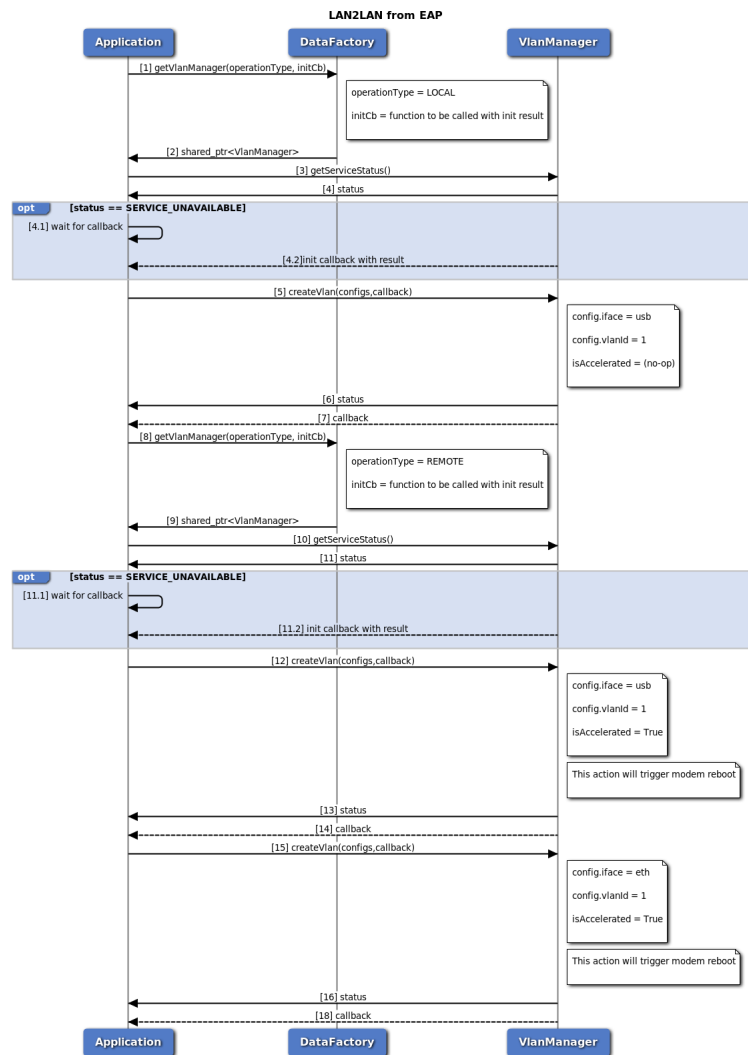 LAN2LAN from EAP
Application
DataFactory
VlanManager
[1] getVlanManager(operationType, initCb)
operationType = LOCAL
initCb = function to be called with init result
[2] shared_ptr<VlanManager>
[3] getServiceStatus()
[4] status
opt
[status == SERVICE_UNAVAILABLE]
[4.1] wait for callback
[4.2]init callback with result
[5] createVlan(configs,callback)
config.iface = usb
config.vlanId = 1
isAccelerated = (no-op)
[6] status
[7] callback
[8] getVlanManager(operationType, initCb)
operationType = REMOTE
initCb = function to be called with init result
[9] shared_ptr<VlanManager>
[10] getServiceStatus()
[11] status
opt
[status == SERVICE_UNAVAILABLE]
[11.1] wait for callback
[11.2] init callback with result
[12] createVlan(configs,callback)
config.iface = usb
config.vlanId = 1
isAccelerated = True
This action will trigger modem reboot
[13] status
[14] callback
[15] createVlan(configs,callback)
config.iface = eth
config.vlanId = 1
isAccelerated = True
This action will trigger modem reboot
[16] status
[18] callback
Application
DataFactory
VlanManager